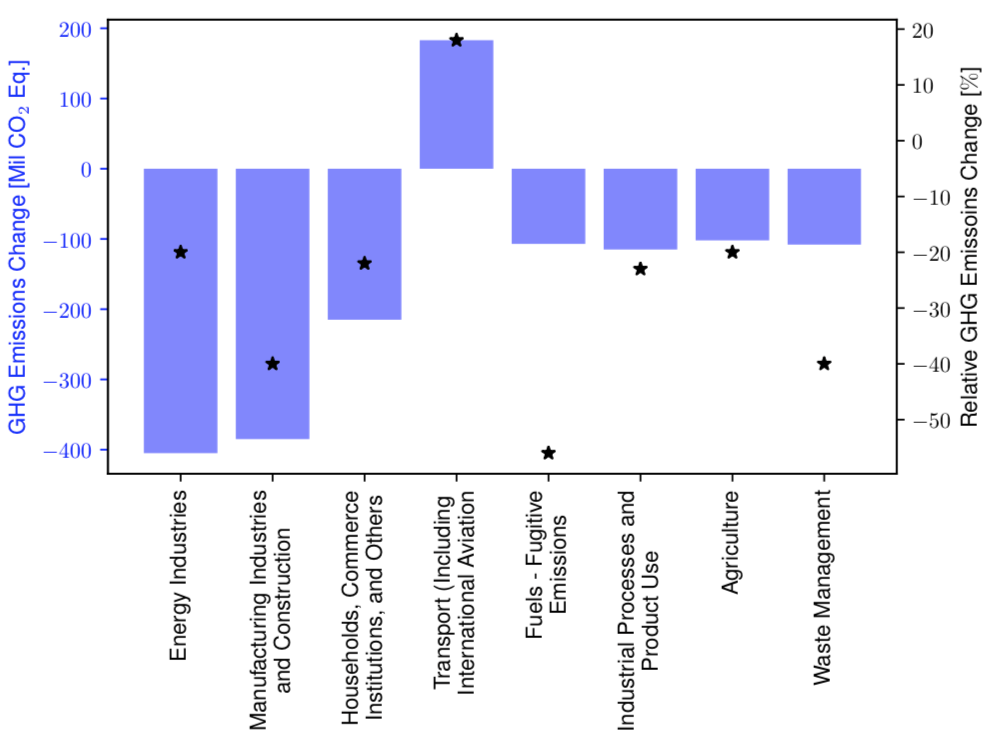 GHG Emissions Change [Mil CO₂ Eq.]
200
100
0
−100
−200
−300
−400
20
10
0
−10
−20
−30
−40
−50
Relative GHG Emissoins Change [%]
Energy Industries
Manufacturing Industries
and Construction
Households, Commerce
Institutions, and Others
Transport (Including
International Aviation
Fuels - Fugitive
Emissions
Industrial Processes and
Product Use
Agriculture
Waste Management